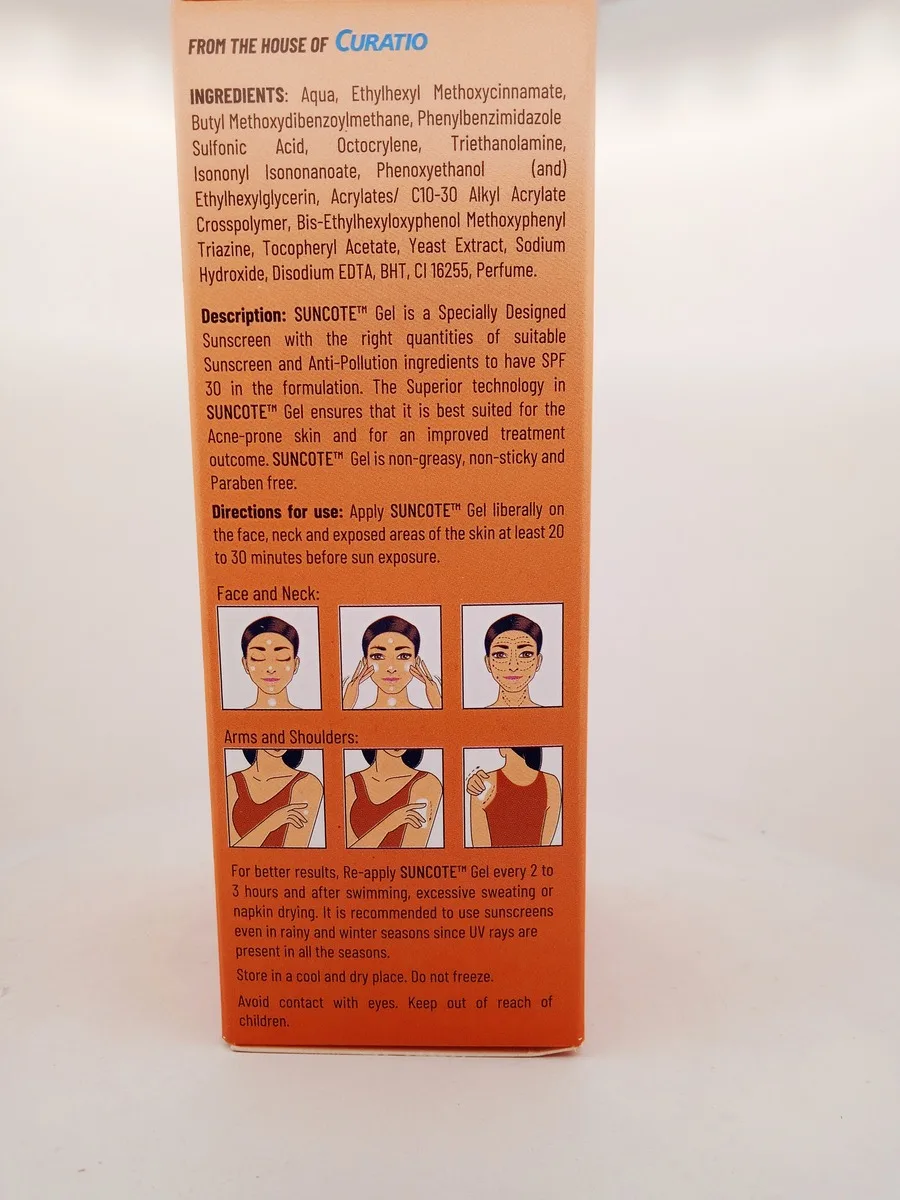 FROM THE HOUSE OF CURATIO
INGREDIENTS: Aqua, Ethylhexyl Methoxycinnamate,
Butyl Methoxydibenzoylmethane, Phenylbenzimidazole
Sulfonic Acid, Octocrylene, Triethanolamine,
Isononyl Isononanoate, Phenoxyethanol (and)
Ethylhexylglycerin, Acrylates/ C10-30 Alkyl Acrylate
Crosspolymer, Bis-Ethylhexyloxyphenol Methoxyphenyl
Triazine, Tocopheryl Acetate, Yeast Extract, Sodium
Hydroxide, Disodium EDTA, BHT, CI 16255, Perfume.
Description: SUNCOTE™ Gel is a Specially Designed
Sunscreen with the right quantities of suitable
Sunscreen and Anti-Pollution ingredients to have SPF
30 in the formulation. The Superior technology in
SUNCOTE™ Gel ensures that it is best suited for the
Acne-prone skin and for an improved treatment
outcome. SUNCOTE™ Gel is non-greasy, non-sticky and
Paraben free.
Directions for use: Apply SUNCOTE™ Gel liberally on
the face, neck and exposed areas of the skin at least 20
to 30 minutes before sun exposure.
Face and Neck:
Arms and Shoulders:
For better results, Re-apply SUNCOTE™ Gel every 2 to
3 hours and after swimming, excessive sweating or
napkin drying. It is recommended to use sunscreens
even in rainy and winter seasons since UV rays are
present in all the seasons.
Store in a cool and dry place. Do not freeze.
Avoid contact with eyes. Keep out of reach of
children.